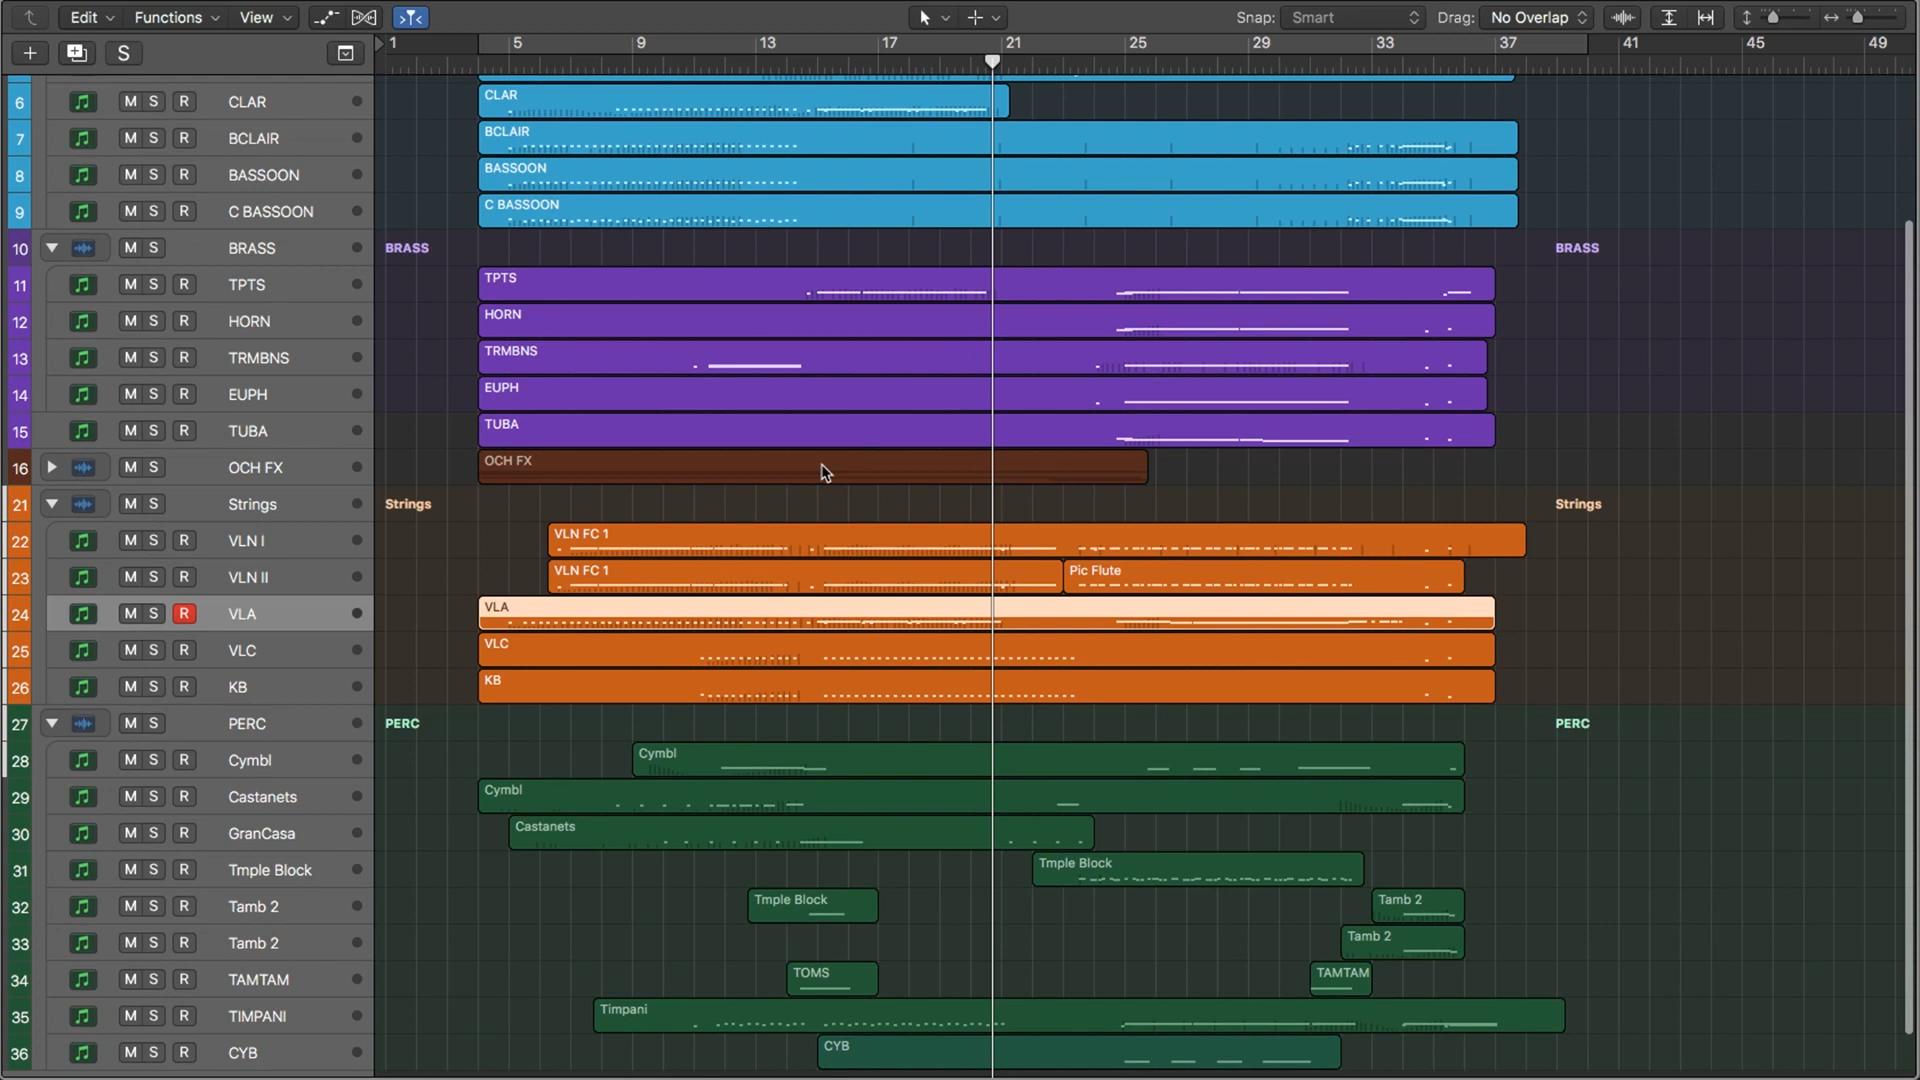 Edit Functions View Snap: Smart Drag: No Overlap
S 1 5 9 13 17 21 25 29 33 37 41 45 49
6 M S R CLAR CLAR
7 M S R BCLAIR BCLAIR
8 M S R BASSOON BASSOON
9 M S R C BASSOON C BASSOON
10 M S BRASS BRASS BRASS
11 M S R TPTS TPTS
12 M S R HORN HORN
13 M S R TRMBNS TRMBNS
14 M S R EUPH EUPH
15 M S R TUBA TUBA
16 M S OCH FX OCH FX
21 M S Strings Strings Strings
22 M S R VLN I VLN FC 1
23 M S R VLN II VLN FC 1 Pic Flute
24 M S R VLA VLA
25 M S R VLC VLC
26 M S R KB KB
27 M S PERC PERC PERC
28 M S R Cymbl Cymbl
29 M S R Castanets Cymbl
30 M S R GranCasa Castanets
31 M S R Tmple Block Tmple Block
32 M S R Tamb 2 Tmple Block Tamb 2
33 M S R Tamb 2 Tamb 2
34 M S R TAMTAM TOMS TAMTAM
35 M S R TIMPANI Timpani
36 M S R CYB CYB